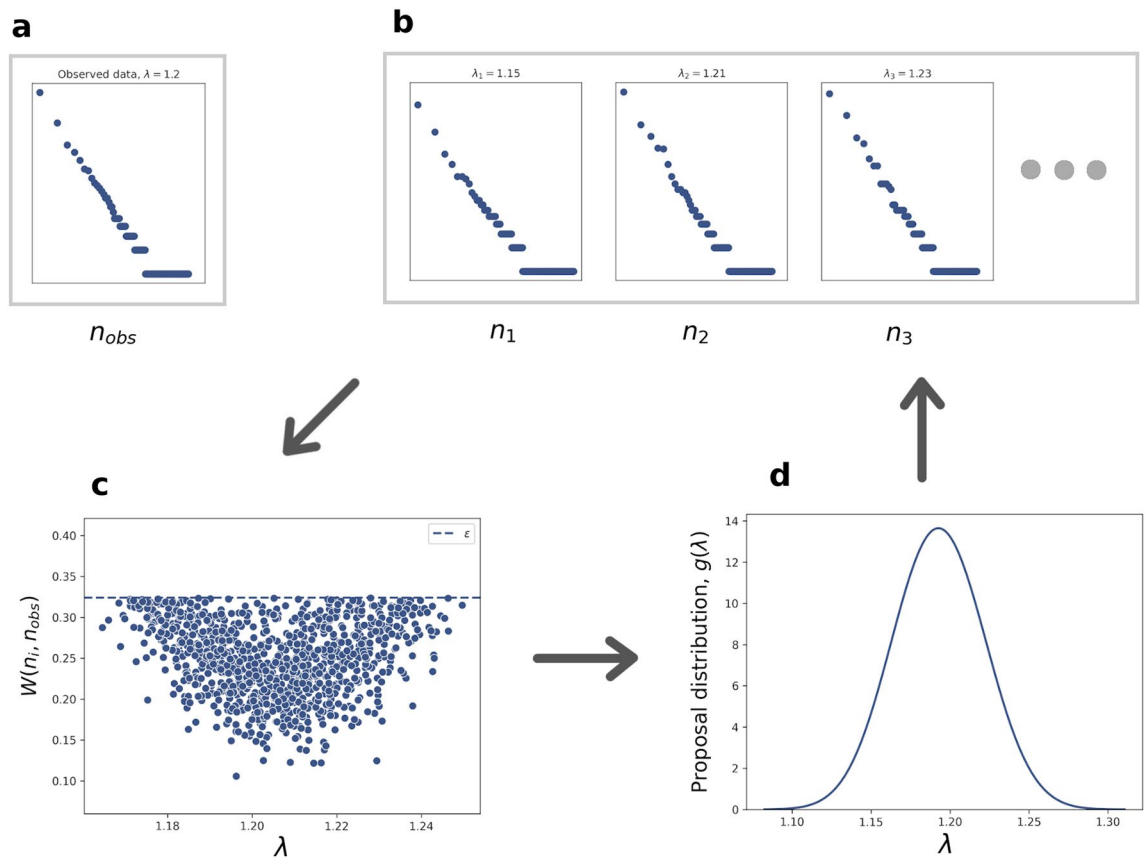 a
Observed data, λ = 1.2
n_obs
b
λ₁ = 1.15
λ₂ = 1.21
λ₃ = 1.23
n₁
n₂
n₃
c
W(n_i, n_obs)
0.40
0.35
0.30
0.25
0.20
0.15
0.10
ε
1.18
1.20
1.22
1.24
λ
d
Proposal distribution, g(λ)
14
12
10
8
6
4
2
0
1.10
1.15
1.20
1.25
1.30
λ